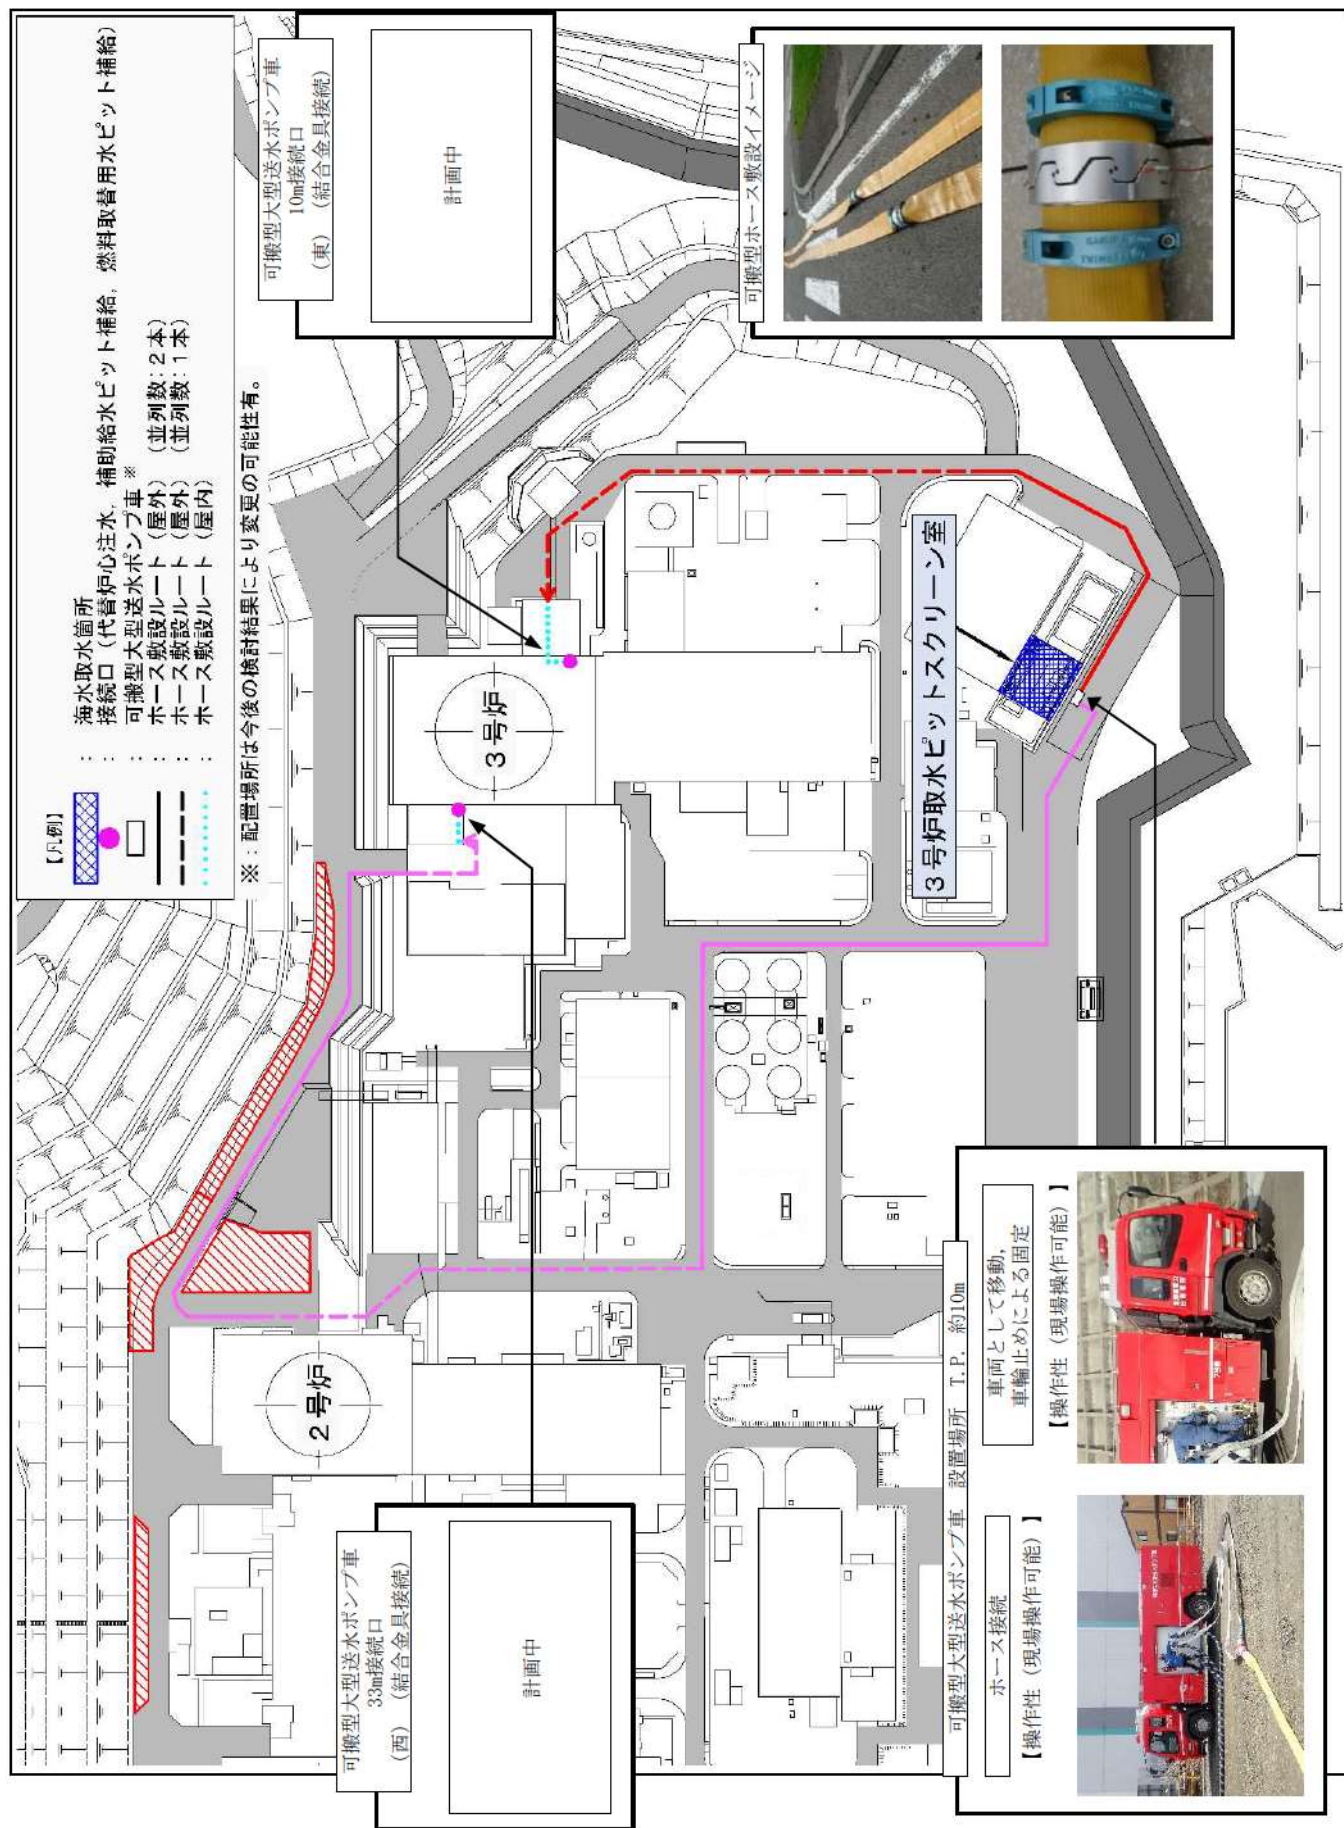 【凡例】
： 海水取水箇所
： 接続口（代替炉心注水，補助給水ピット補給，燃料取替用水ピット補給）
： 可搬型大型送水ポンプ車※
： ホース敷設ルート（屋外）（並列数：２本）
： ホース敷設ルート（屋外）（並列数：１本）
： ホース敷設ルート（屋内）
※：配置場所は今後の検討結果により変更の可能性有。
可搬型大型送水ポンプ車
10m接続口
（東）（結合金具接続）
計画中
可搬型ホース敷設イメージ
３号炉
３号炉取水ピットスクリーン室
２号炉
可搬型大型送水ポンプ車
33m接続口
（西）（結合金具接続）
計画中
可搬型大型送水ポンプ車　設置場所　T.P. 約10m
ホース接続
【操作性（現場操作可能）】
車両として移動，
車輪止めによる固定
【操作性（現場操作可能）】